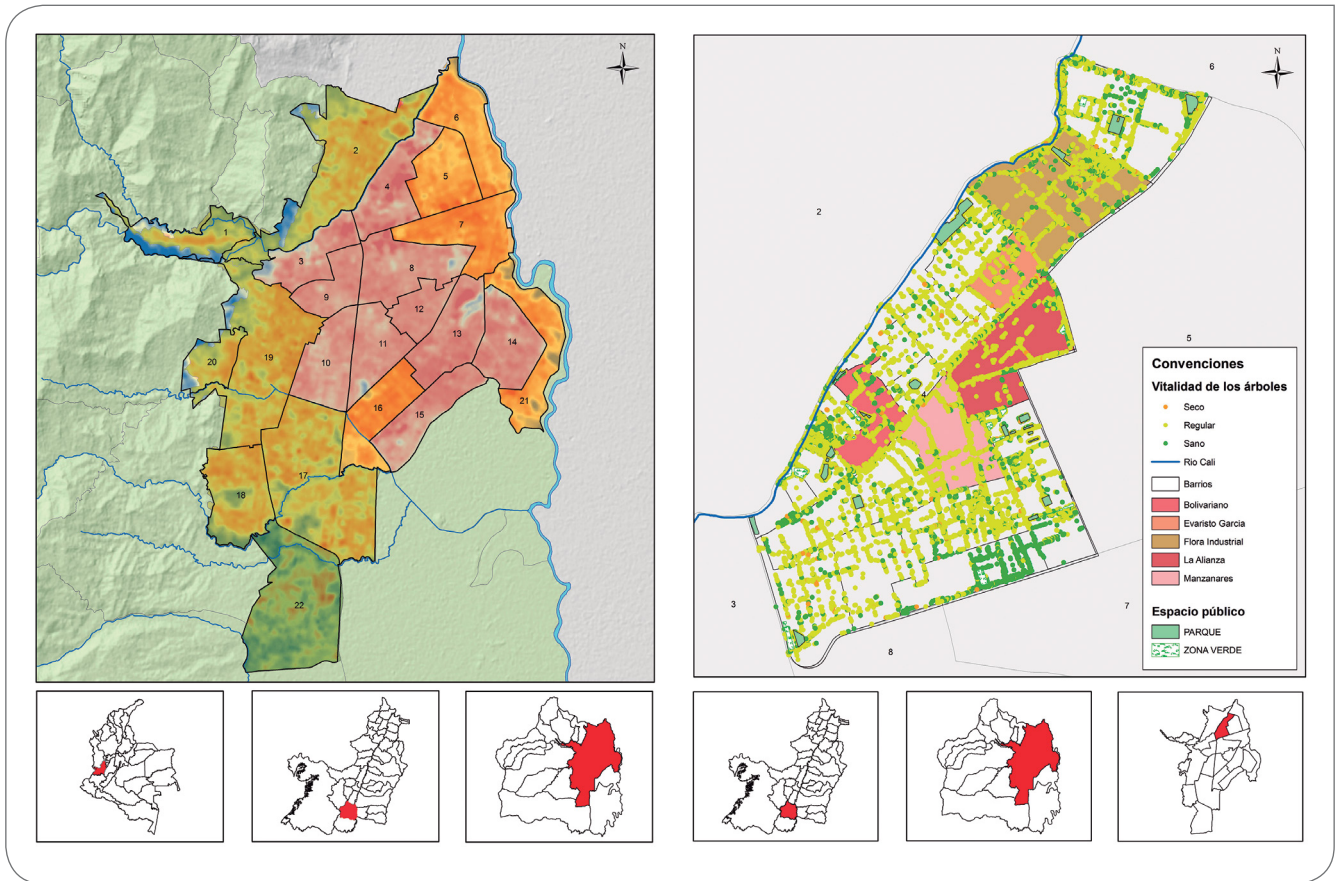 N
6
2
5
4
7
1
3
8
9
12
13
14
11
10
20
19
16
21
15
17
18
22
N
6
2
5
4
3
7
8
Convenciones
Vitalidad de los árboles
Seco
Regular
Sano
Rio Cali
Barrios
Bolivariano
Evaristo Garcia
Flora Industrial
La Alianza
Manzanares
Espacio público
PARQUE
ZONA VERDE